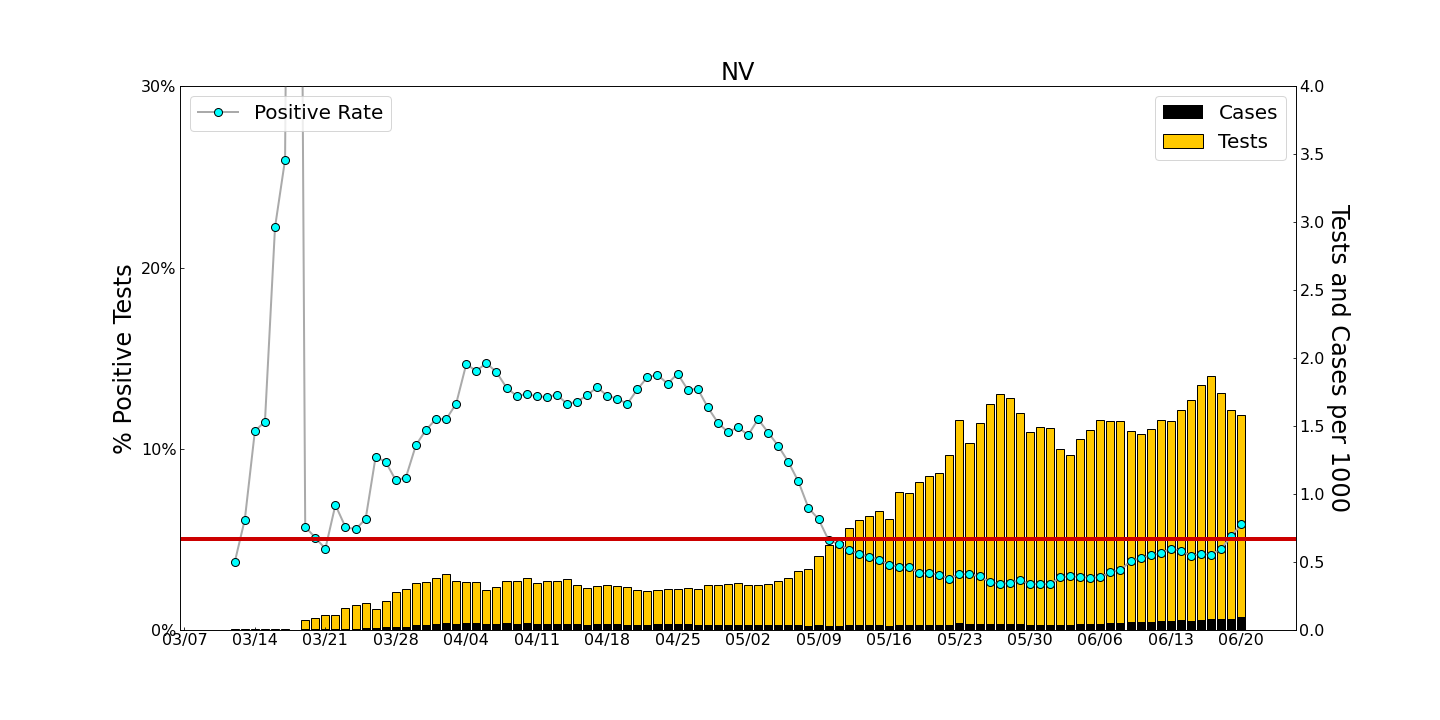 NV
30%
20%
10%
0%
% Positive Tests
Positive Rate
Cases
Tests
4.0
3.5
3.0
2.5
2.0
1.5
1.0
0.5
0.0
Tests and Cases per 1000
03/07 03/14 03/21 03/28 04/04 04/11 04/18 04/25 05/02 05/09 05/16 05/23 05/30 06/06 06/13 06/20